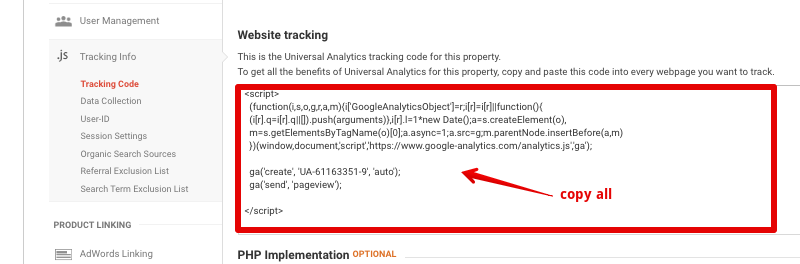 User Management
.js Tracking Info
Tracking Code
Data Collection
User-ID
Session Settings
Organic Search Sources
Referral Exclusion List
Search Term Exclusion List
PRODUCT LINKING
AdWords Linking
Website tracking
This is the Universal Analytics tracking code for this property.
To get all the benefits of Universal Analytics for this property, copy and paste this code into every webpage you want to track.
<script>
(function(i,s,o,g,r,a,m){i['GoogleAnalyticsObject']=r;i[r]=i[r]||function(){
(i[r].q=i[r].q||[]).push(arguments)},i[r].l=1*new Date();a=s.createElement(o),
m=s.getElementsByTagName(o)[0];a.async=1;a.src=g;m.parentNode.insertBefore(a,m)
})(window,document,'script','https://www.google-analytics.com/analytics.js','ga');
ga('create', 'UA-61163351-9', 'auto');
ga('send', 'pageview');
</script>
copy all
PHP Implementation OPTIONAL